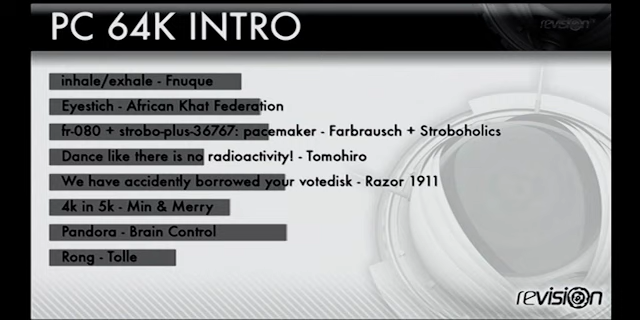 PC 64K INTRO
revision
inhale/exhale - Fnuque
Eyestich - African Khat Federation
fr-080 + strobo-plus-36767: pacemaker - Farbrausch + Stroboholics
Dance like there is no radioactivity! - Tomohiro
We have accidently borrowed your votedisk - Razor 1911
4k in 5k - Min & Merry
Pandora - Brain Control
Rong - Tolle
revision